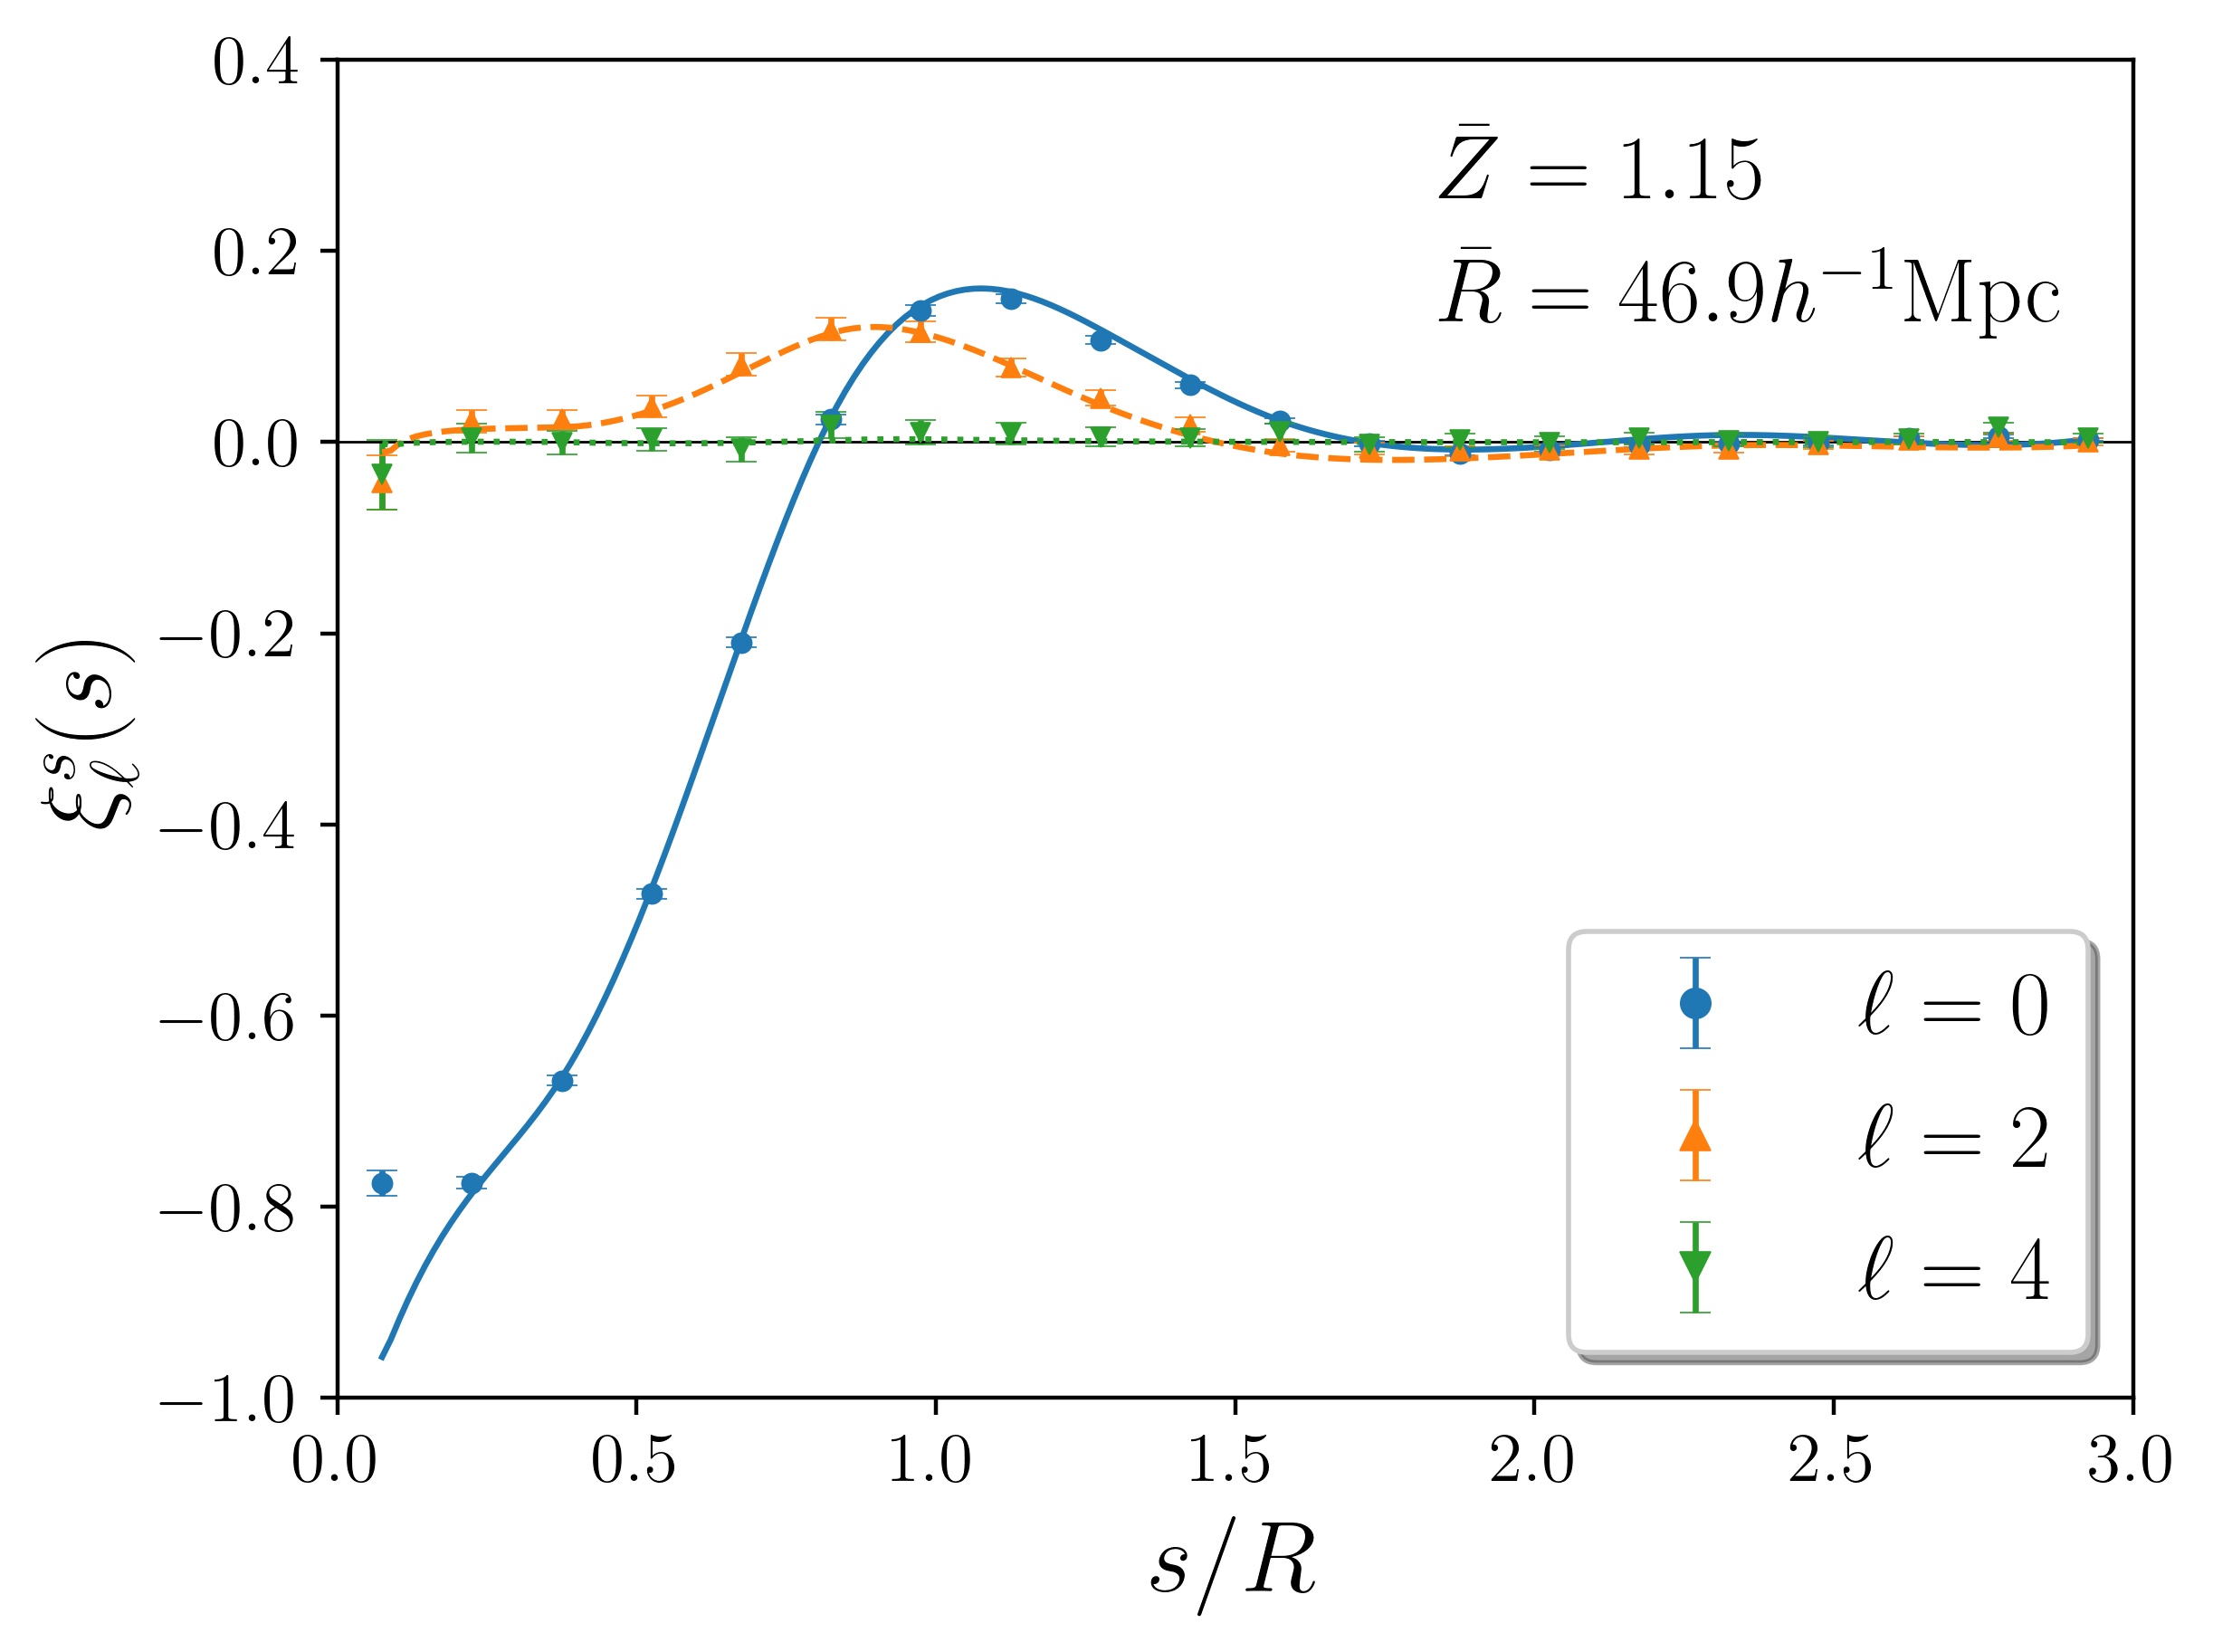 0.4
0.2
0.0
−0.2
−0.4
−0.6
−0.8
−1.0
ξ^s_ℓ(s)
Z̄ = 1.15
R̄ = 46.9h⁻¹Mpc
ℓ = 0
ℓ = 2
ℓ = 4
0.0 0.5 1.0 1.5 2.0 2.5 3.0
s/R